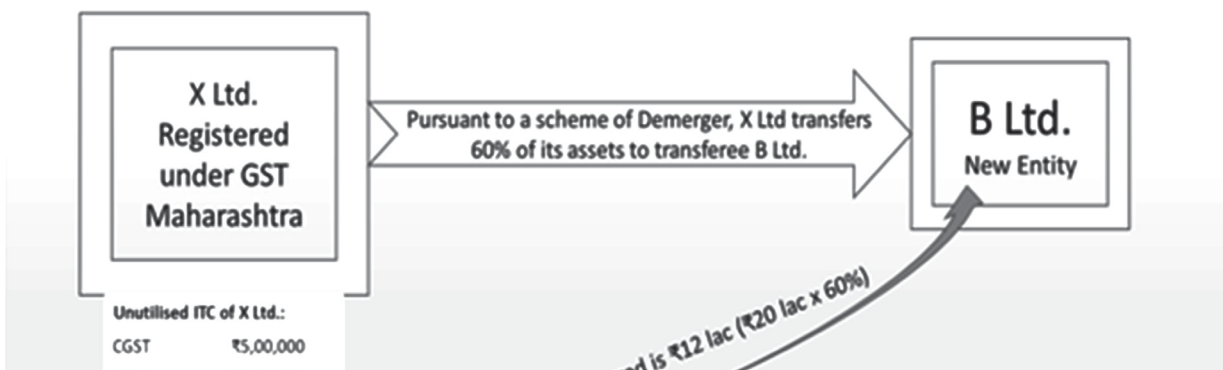 X Ltd.
Registered
under GST
Maharashtra
Pursuant to a scheme of Demerger, X Ltd transfers
60% of its assets to transferee B Ltd.
B Ltd.
New Entity
Unutilised ITC of X Ltd.:
CGST ₹5,00,000
is ₹12 lac (₹20 lac x 60%)